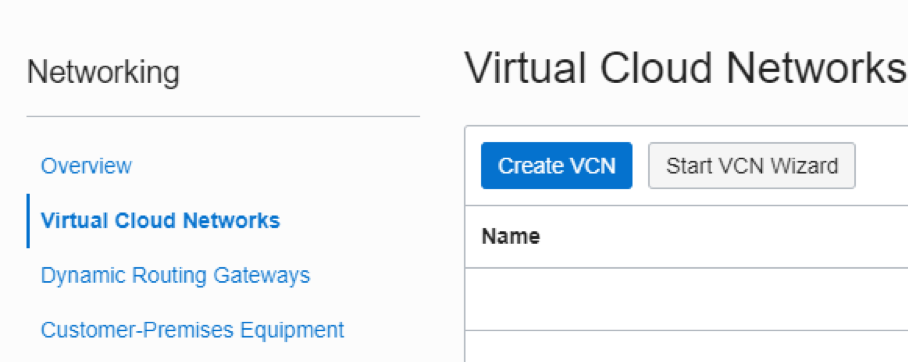 Networking
Overview
Virtual Cloud Networks
Dynamic Routing Gateways
Customer-Premises Equipment
Virtual Cloud Networks
Create VCN
Start VCN Wizard
Name